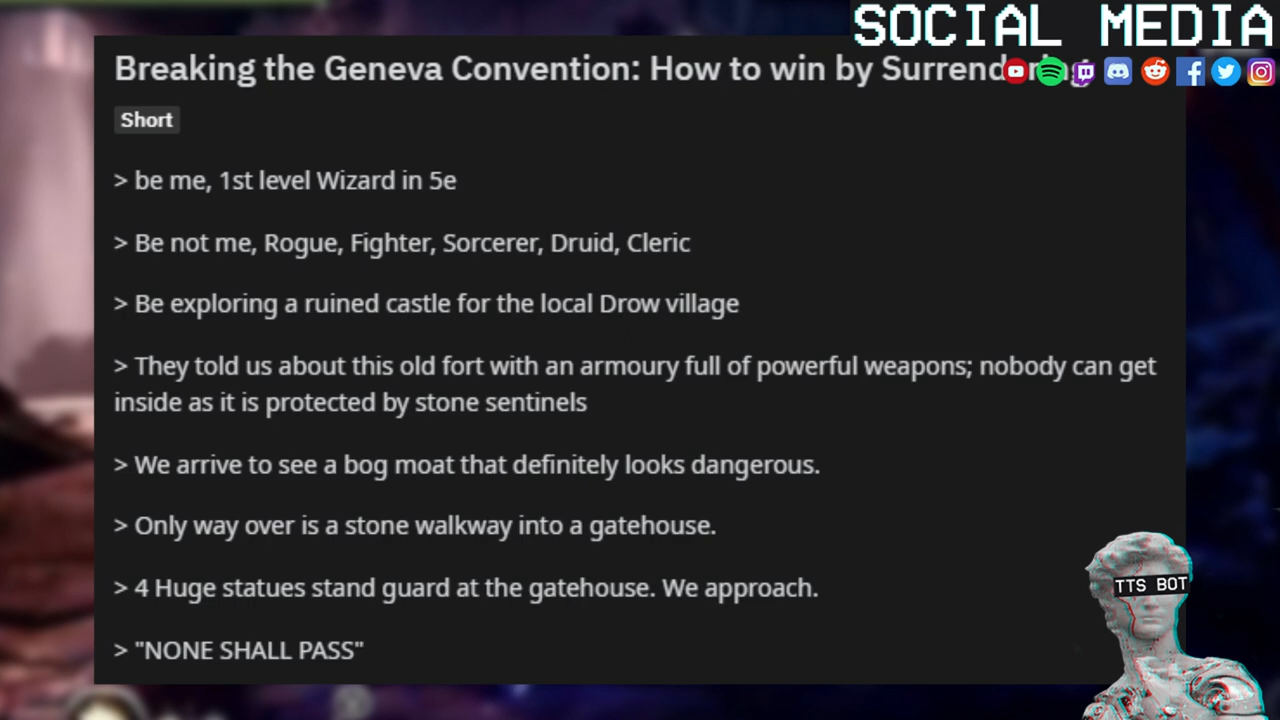 SOCIAL MEDIA
Breaking the Geneva Convention: How to win by Surrendering
Short
> be me, 1st level Wizard in 5e
> Be not me, Rogue, Fighter, Sorcerer, Druid, Cleric
> Be exploring a ruined castle for the local Drow village
> They told us about this old fort with an armoury full of powerful weapons; nobody can get
inside as it is protected by stone sentinels
> We arrive to see a bog moat that definitely looks dangerous.
> Only way over is a stone walkway into a gatehouse.
> 4 Huge statues stand guard at the gatehouse. We approach.
> "NONE SHALL PASS"
TTS BOT